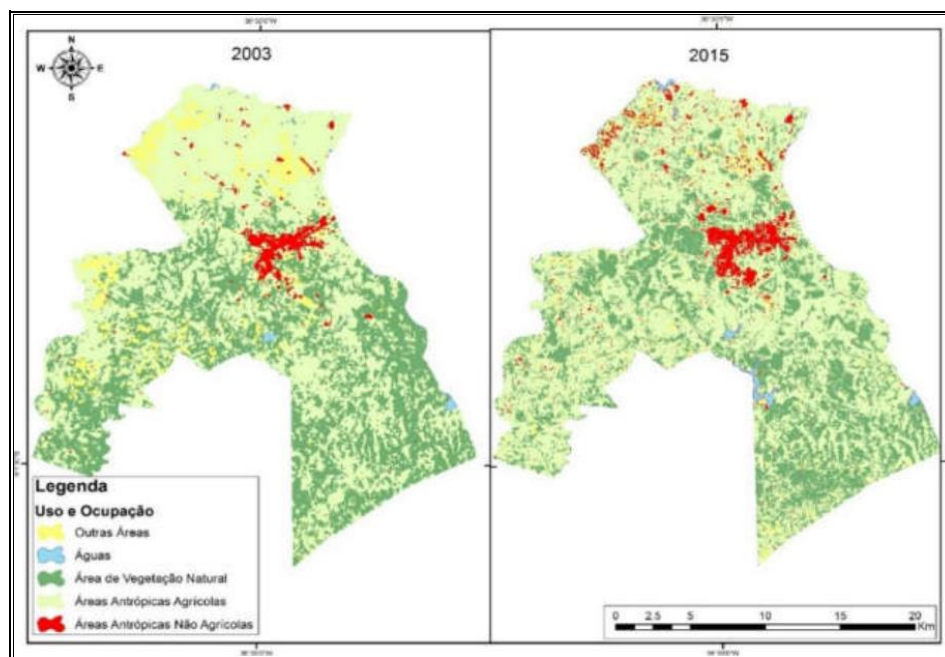 2003
2015
N
W E
S
Legenda
Uso e Ocupação
Outras Áreas
Águas
Área de Vegetação Natural
Áreas Antrópicas Agrícolas
Áreas Antrópicas Não Agrícolas
0 2.5 5 10 15 20
Km